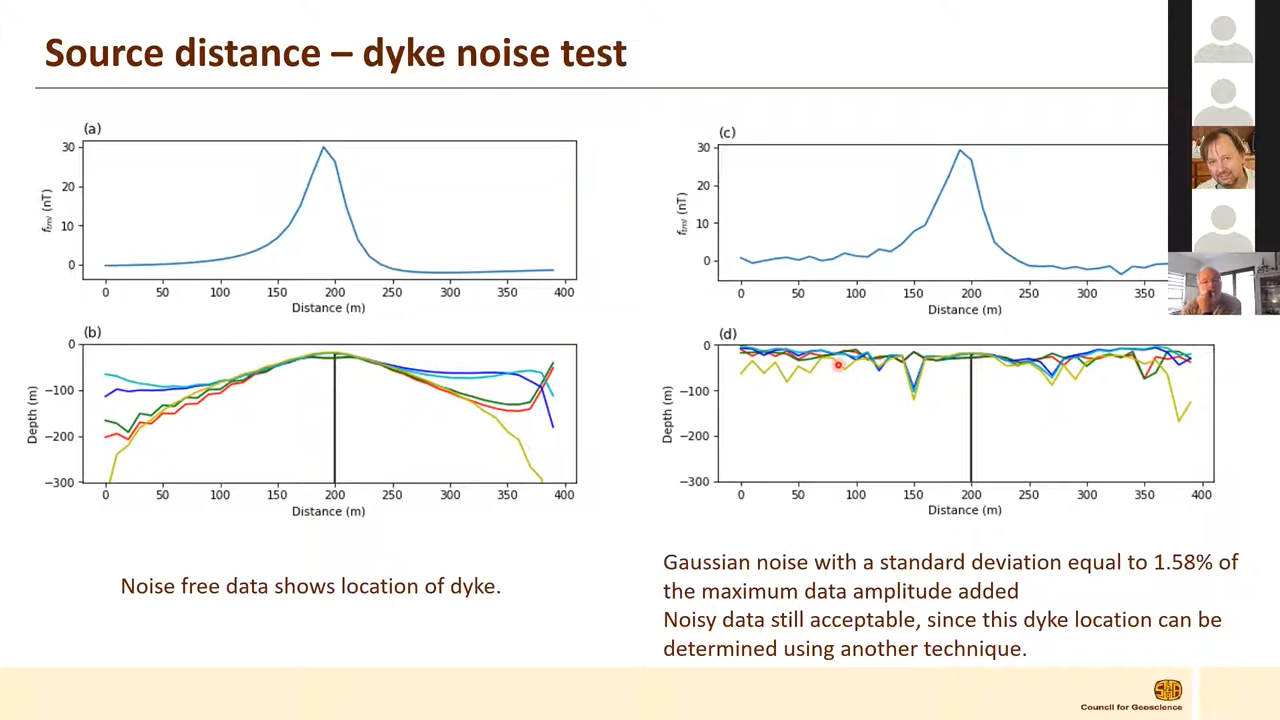 Source distance – dyke noise test
(a)
30
20
10
0
f_tmi (nT)
0 50 100 150 200 250 300 350 400
Distance (m)
(b)
0
−100
−200
−300
Depth (m)
0 50 100 150 200 250 300 350 400
Distance (m)
Noise free data shows location of dyke.
(c)
30
20
10
0
f_tmi (nT)
0 50 100 150 200 250 300 350
Distance (m)
(d)
0
−100
−200
−300
Depth (m)
0 50 100 150 200 250 300 350 400
Distance (m)
Gaussian noise with a standard deviation equal to 1.58% of
the maximum data amplitude added
Noisy data still acceptable, since this dyke location can be
determined using another technique.
Council for Geoscience